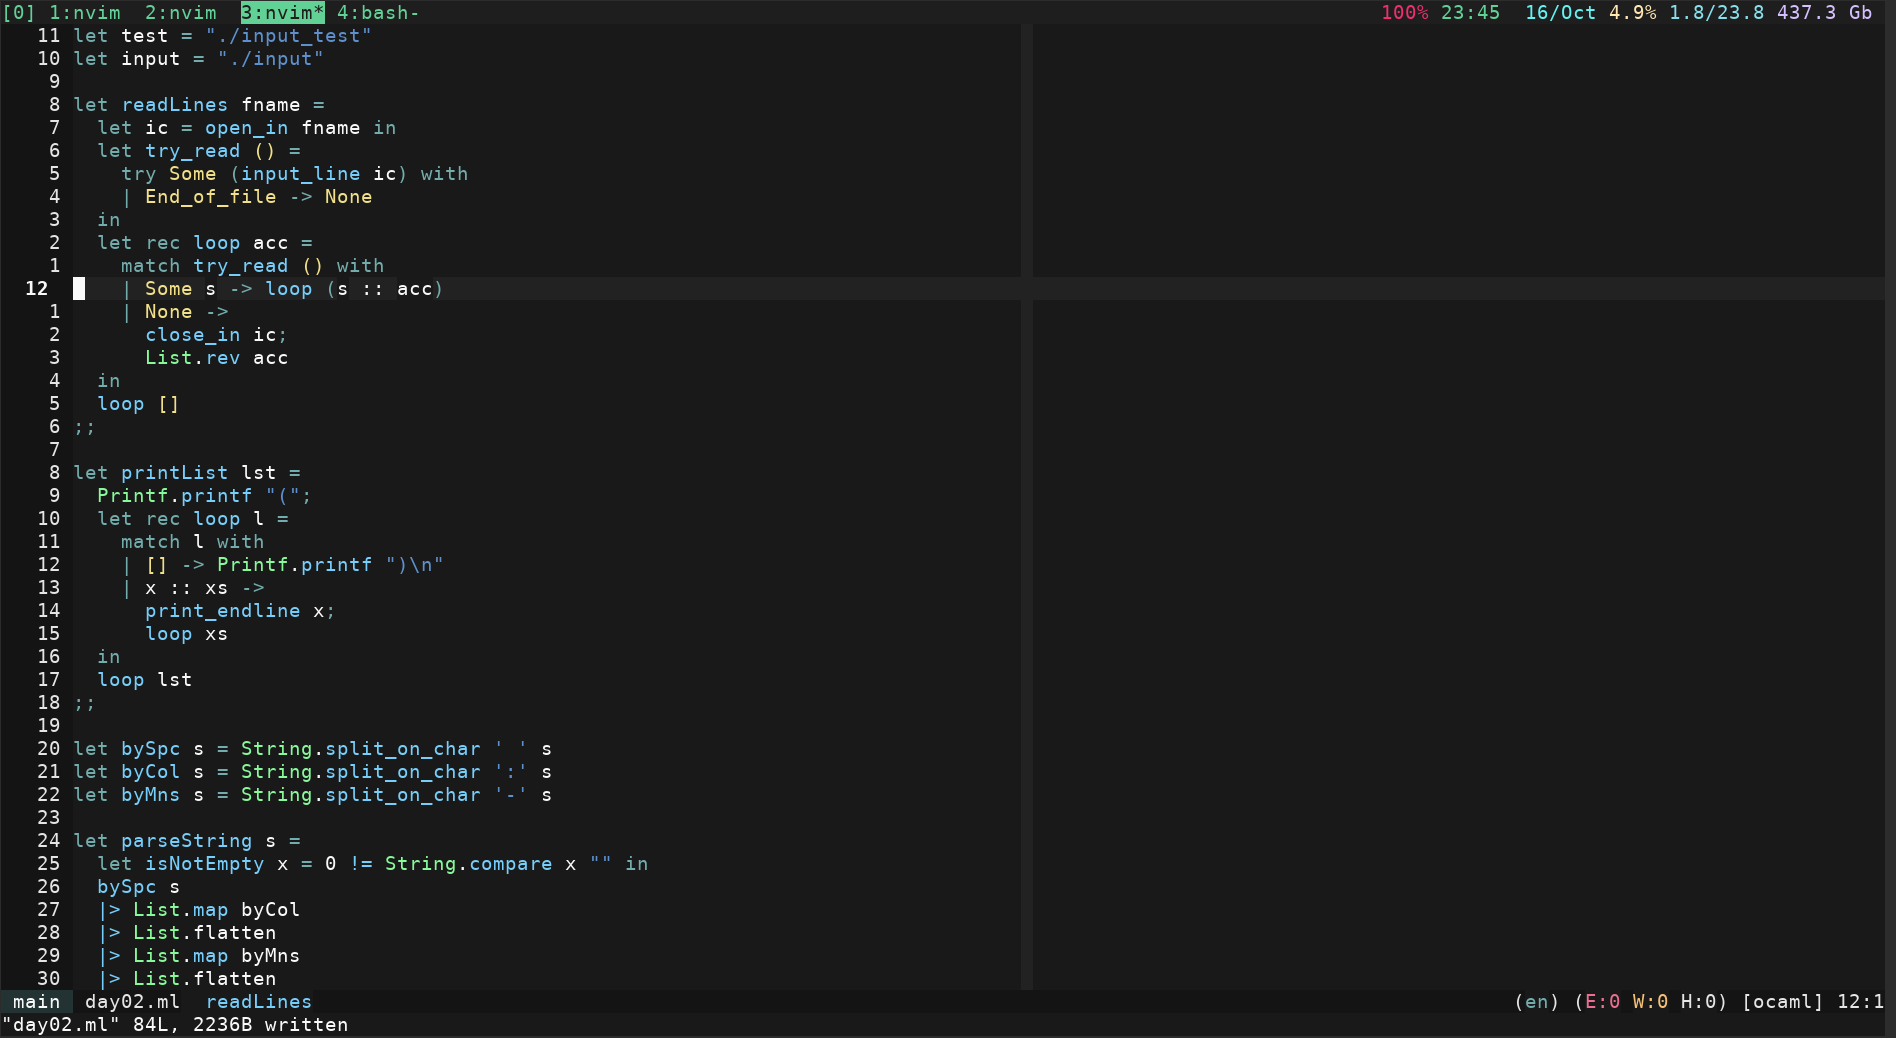 [0] 1:nvim  2:nvim  3:nvim* 4:bash-  100% 23:45  16/Oct 4.9% 1.8/23.8 437.3 Gb
11 let test = "./input_test"
10 let input = "./input"
9
8 let readLines fname =
7   let ic = open_in fname in
6   let try_read () =
5     try Some (input_line ic) with
4     | End_of_file -> None
3   in
2   let rec loop acc =
1     match try_read () with
12     | Some s -> loop (s :: acc)
1     | None ->
2       close_in ic;
3       List.rev acc
4   in
5   loop []
6 ;;
7
8 let printList lst =
9   Printf.printf "(";
10   let rec loop l =
11     match l with
12     | [] -> Printf.printf ")\n"
13     | x :: xs ->
14       print_endline x;
15       loop xs
16   in
17   loop lst
18 ;;
19
20 let bySpc s = String.split_on_char ' ' s
21 let byCol s = String.split_on_char ':' s
22 let byMns s = String.split_on_char '-' s
23
24 let parseString s =
25   let isNotEmpty x = 0 != String.compare x "" in
26   bySpc s
27   |> List.map byCol
28   |> List.flatten
29   |> List.map byMns
30   |> List.flatten
main  day02.ml  readLines  (en) (E:0 W:0 H:0) [ocaml] 12:1
"day02.ml" 84L, 2236B written